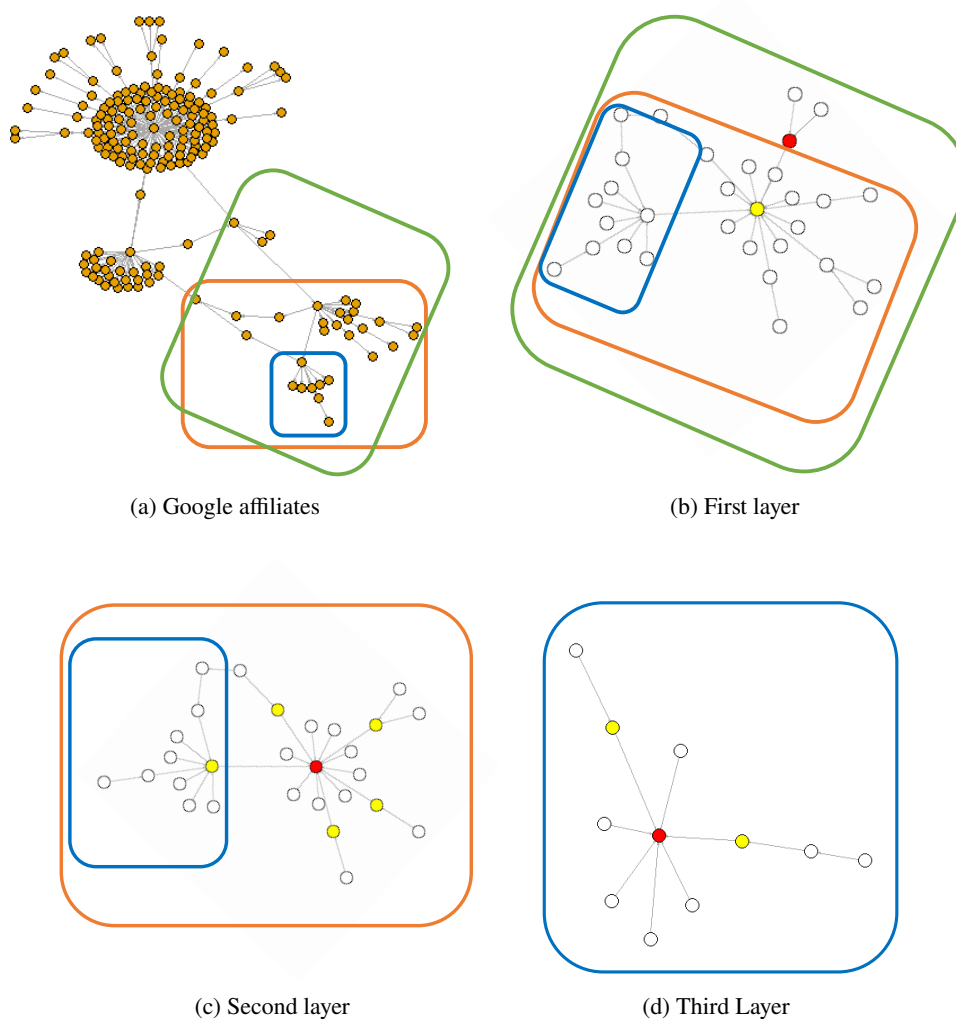 (a) Google affiliates
(b) First layer
(c) Second layer
(d) Third Layer